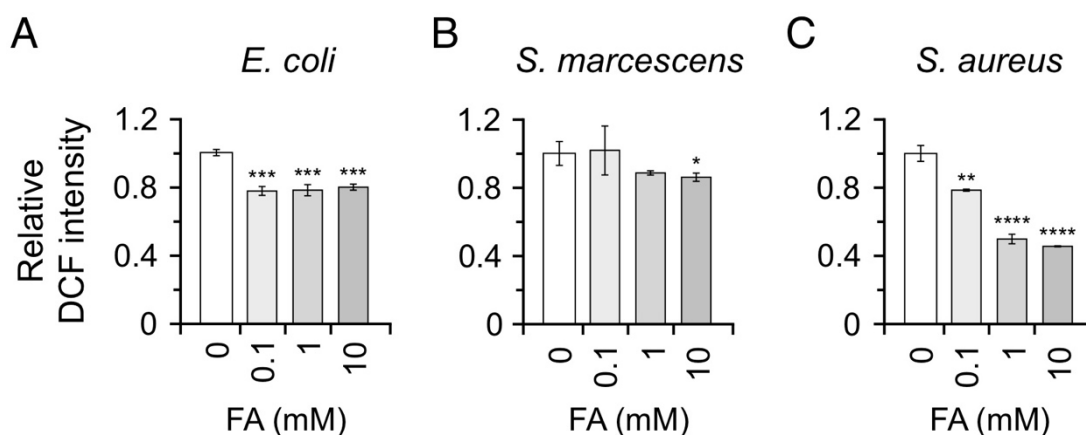 A
E. coli
Relative
DCF intensity
1.2
0.8
0.4
0
***
***
***
0
0.1
1
10
FA (mM)
B
S. marcescens
1.2
0.8
0.4
0
*
0
0.1
1
10
FA (mM)
C
S. aureus
1.2
0.8
0.4
0
**
****
****
0
0.1
1
10
FA (mM)